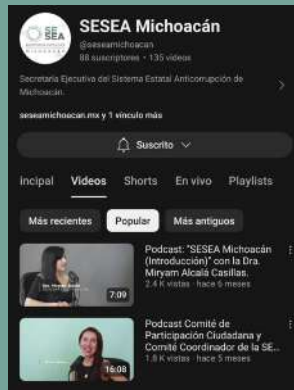 SESEA
SESEA Michoacán
@seseamichoacan
88 suscriptores • 135 videos
Secretaría Ejecutiva del Sistema Estatal Anticorrupción de
Michoacán.
seseamichoacan.mx y 1 vínculo más
Suscrito
incipal Videos Shorts En vivo Playlists
Más recientes Popular Más antiguos
Podcast: "SESEA Michoacán
(Introducción)" con la Dra.
Miryam Alcalá Casillas.
2.4 K vistas · hace 6 meses
7:09
Podcast Comité de
Participación Ciudadana y
Comité Coordinador de la SE...
1.8 K vistas · hace 5 meses
16:08